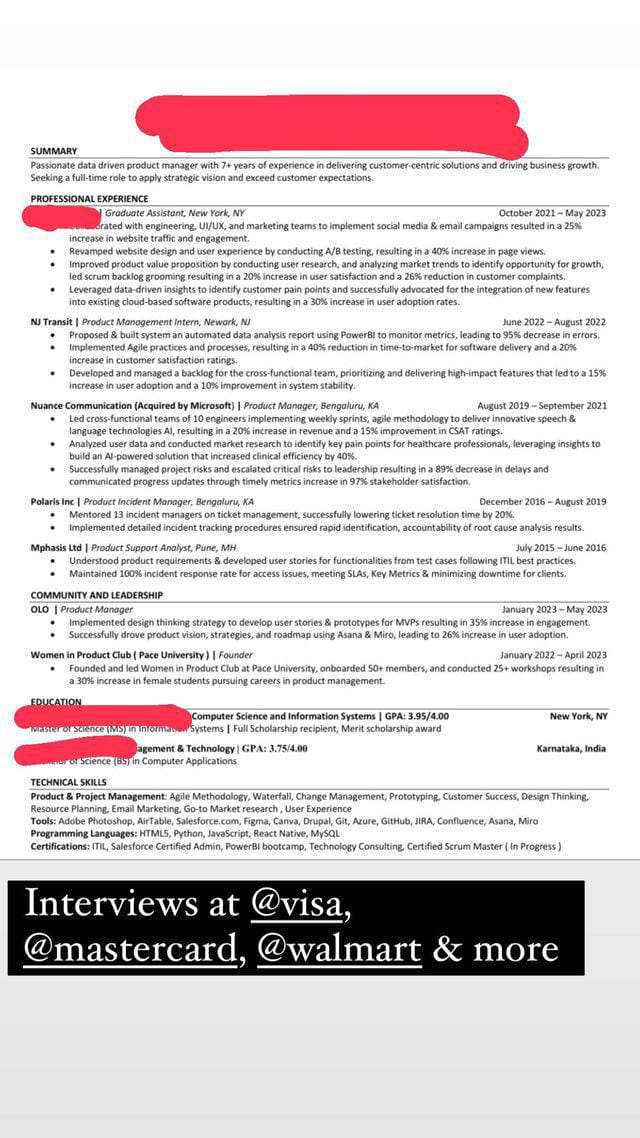 SUMMARY
Passionate data driven product manager with 7+ years of experience in delivering customer-centric solutions and driving business growth.
Seeking a full-time role to apply strategic vision and exceed customer expectations.
PROFESSIONAL EXPERIENCE
| Graduate Assistant, New York, NY October 2021 – May 2023
with engineering, UI/UX, and marketing teams to implement social media & email campaigns resulted in a 25%
increase in website traffic and engagement.
• Revamped website design and user experience by conducting A/B testing, resulting in a 40% increase in page views.
• Improved product value proposition by conducting user research, and analyzing market trends to identify opportunity for growth,
led scrum backlog grooming resulting in a 20% increase in user satisfaction and a 26% reduction in customer complaints.
• Leveraged data-driven insights to identify customer pain points and successfully advocated for the integration of new features
into existing cloud-based software products, resulting in a 30% increase in user adoption rates.
NJ Transit | Product Management Intern, Newark, NJ June 2022 – August 2022
• Proposed & built system an automated data analysis report using PowerBI to monitor metrics, leading to 95% decrease in errors.
• Implemented Agile practices and processes, resulting in a 40% reduction in time-to-market for software delivery and a 20%
increase in customer satisfaction ratings.
• Developed and managed a backlog for the cross-functional team, prioritizing and delivering high-impact features that led to a 15%
increase in user adoption and a 10% improvement in system stability.
Nuance Communication (Acquired by Microsoft) | Product Manager, Bengaluru, KA August 2019 – September 2021
• Led cross-functional teams of 10 engineers implementing weekly sprints, agile methodology to deliver innovative speech &
language technologies AI, resulting in a 20% increase in revenue and a 15% improvement in CSAT ratings.
• Analyzed user data and conducted market research to identify key pain points for healthcare professionals, leveraging insights to
build an AI-powered solution that increased clinical efficiency by 40%.
• Successfully managed project risks and escalated critical risks to leadership resulting in a 89% decrease in delays and
communicated progress updates through timely metrics increase in 97% stakeholder satisfaction.
Polaris Inc | Product Incident Manager, Bengaluru, KA December 2016 – August 2019
• Mentored 13 incident managers on ticket management, successfully lowering ticket resolution time by 20%.
• Implemented detailed incident tracking procedures ensured rapid identification, accountability of root cause analysis results.
Mphasis Ltd | Product Support Analyst, Pune, MH July 2015 – June 2016
• Understood product requirements & developed user stories for functionalities from test cases following ITIL best practices.
• Maintained 100% incident response rate for access issues, meeting SLAs, Key Metrics & minimizing downtime for clients.
COMMUNITY AND LEADERSHIP
OLO | Product Manager January 2023 – May 2023
• Implemented design thinking strategy to develop user stories & prototypes for MVPs resulting in 35% increase in engagement.
• Successfully drove product vision, strategies, and roadmap using Asana & Miro, leading to 26% increase in user adoption.
Women in Product Club ( Pace University ) | Founder January 2022 – April 2023
• Founded and led Women in Product Club at Pace University, onboarded 50+ members, and conducted 25+ workshops resulting in
a 30% increase in female students pursuing careers in product management.
EDUCATION
Computer Science and Information Systems | GPA: 3.95/4.00 New York, NY
Master of Science (MS) in Information Systems | Full Scholarship recipient, Merit scholarship award
& Technology | GPA: 3.75/4.00 Karnataka, India
of Science (BS) in Computer Applications
TECHNICAL SKILLS
Product & Project Management: Agile Methodology, Waterfall, Change Management, Prototyping, Customer Success, Design Thinking,
Resource Planning, Email Marketing, Go-to Market research , User Experience
Tools: Adobe Photoshop, AirTable, Salesforce.com, Figma, Canva, Drupal, Git, Azure, GitHub, JIRA, Confluence, Asana, Miro
Programming Languages: HTML5, Python, JavaScript, React Native, MySQL
Certifications: ITIL, Salesforce Certified Admin, PowerBI bootcamp, Technology Consulting, Certified Scrum Master ( In Progress )
Interviews at @visa,
@mastercard, @walmart & more